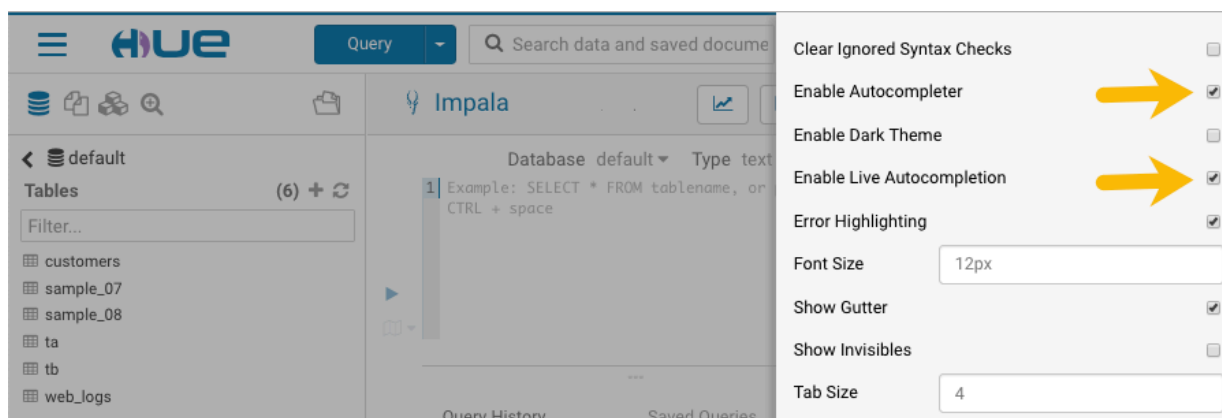 HUE
Query
Search data and saved docume
Impala
default
Tables (6)
Filter...
customers
sample_07
sample_08
ta
tb
web_logs
Database default Type text
1 Example: SELECT * FROM tablename, or
CTRL + space
Query History Saved Queries
Clear Ignored Syntax Checks
Enable Autocompleter
Enable Dark Theme
Enable Live Autocompletion
Error Highlighting
Font Size 12px
Show Gutter
Show Invisibles
Tab Size 4